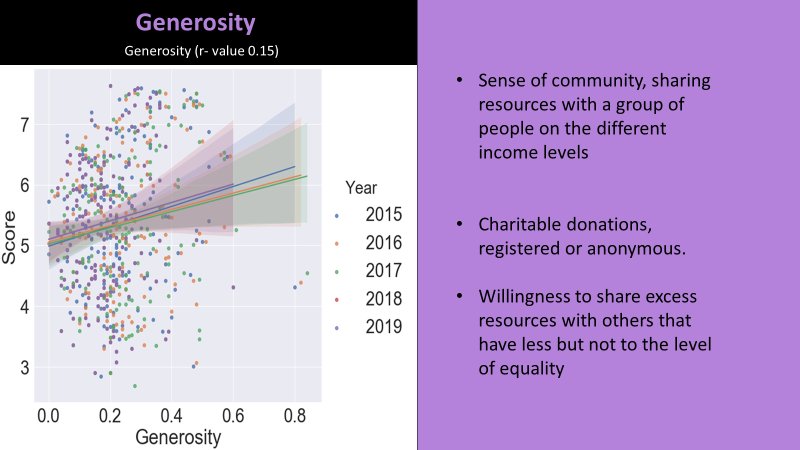 Generosity
Generosity (r- value 0.15)
7
6
5
4
3
Score
0.0 0.2 0.4 0.6 0.8
Generosity
Year
2015
2016
2017
2018
2019
• Sense of community, sharing
resources with a group of
people on the different
income levels
• Charitable donations,
registered or anonymous.
• Willingness to share excess
resources with others that
have less but not to the level
of equality